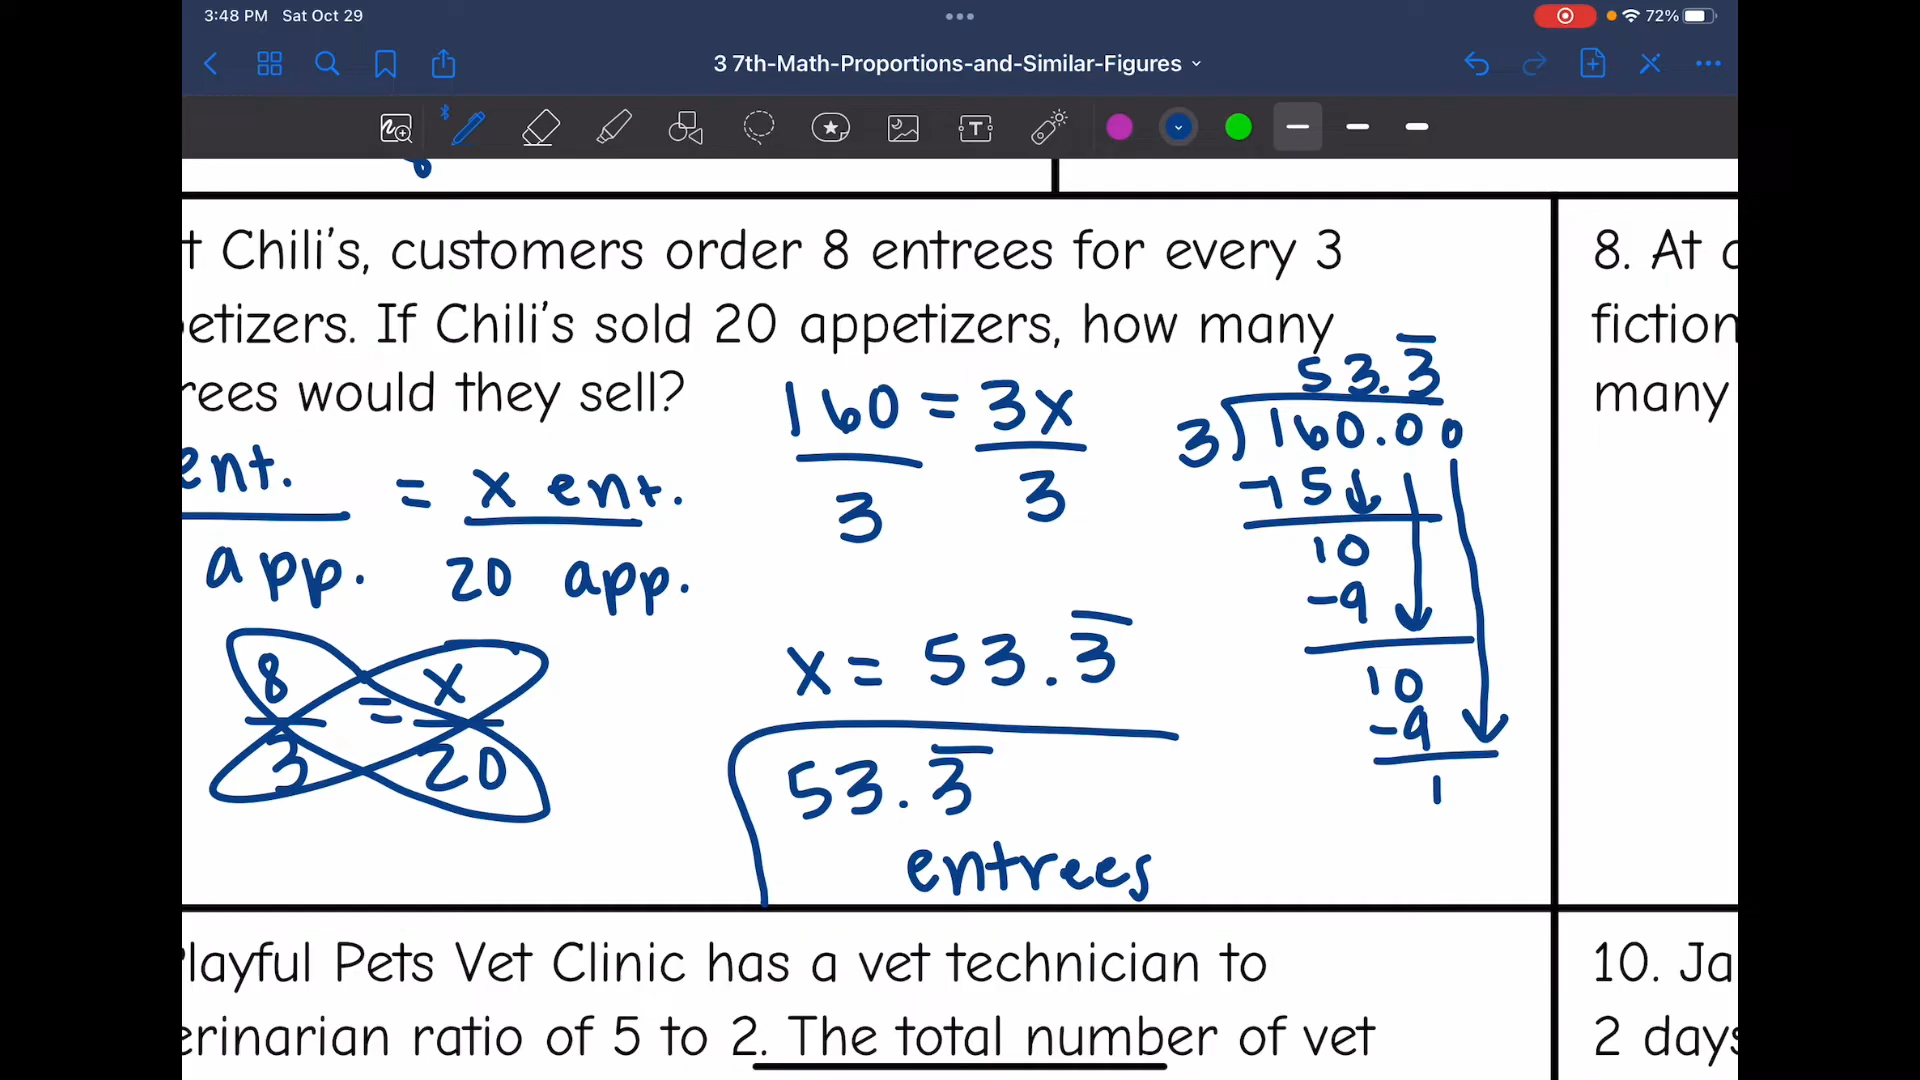 3:48 PM Sat Oct 29
72%
3 7th-Math-Proportions-and-Similar-Figures
t Chili's, customers order 8 entrees for every 3
etizers. If Chili's sold 20 appetizers, how many
rees would they sell?
ent. = x ent.
app. 20 app.
8 = x
3 20
160 = 3x
3 3
x = 53.3̅
53.3̅
entrees
53.3̅
3)160.00
-15
10
-9
10
-9
1
8. At
fiction
many
Playful Pets Vet Clinic has a vet technician to
erinarian ratio of 5 to 2. The total number of vet
10. Ja
2 days